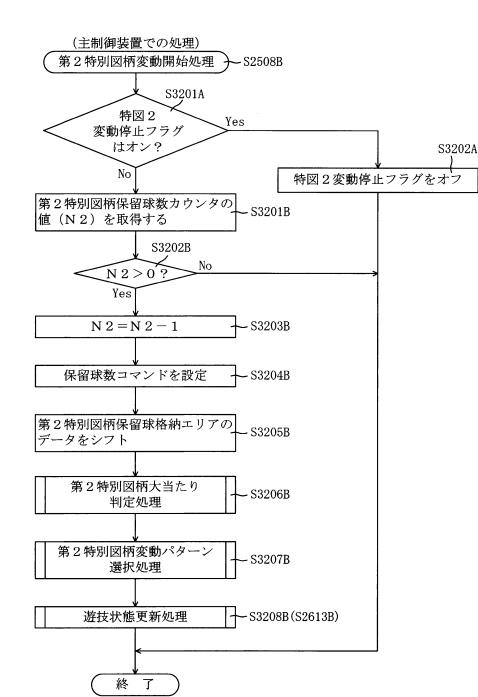 (主制御装置での処理)
第2特別図柄変動開始処理
S2508B
S3201A
特図2
変動停止フラグ
はオン?
Yes
No
S3202A
特図2変動停止フラグをオフ
第2特別図柄保留球数カウンタの
値(N2)を取得する
S3201B
S3202B
N2>0?
No
Yes
N2=N2-1
S3203B
保留球数コマンドを設定
S3204B
第2特別図柄保留球格納エリアの
データをシフト
S3205B
第2特別図柄大当たり
判定処理
S3206B
第2特別図柄変動パターン
選択処理
S3207B
遊技状態更新処理
S3208B(S2613B)
終 了